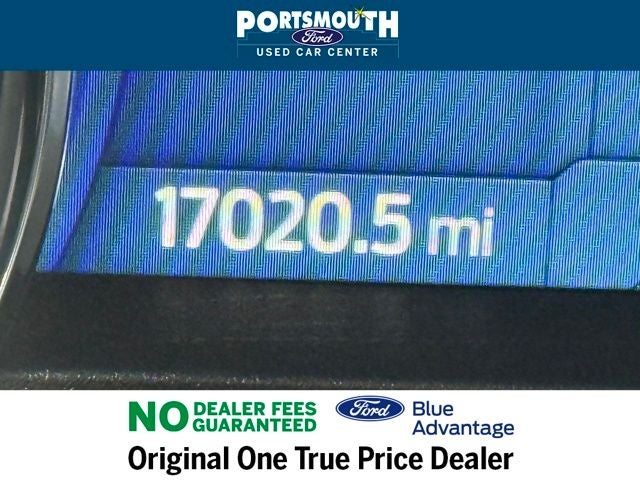 PORTSMOUTH
Ford
USED CAR CENTER
17020.5 mi
NO DEALER FEES
GUARANTEED
Ford
Blue
Advantage
Original One True Price Dealer